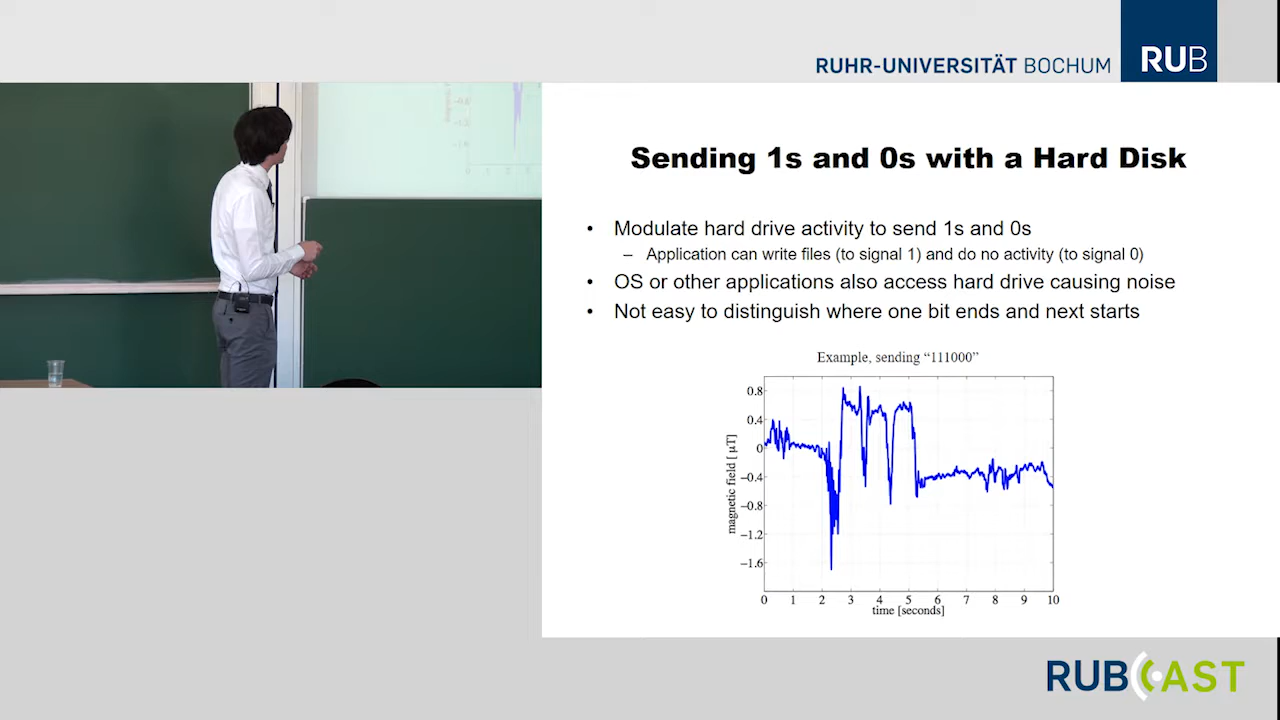 RUHR-UNIVERSITÄT BOCHUM
RUB
Sending 1s and 0s with a Hard Disk
• Modulate hard drive activity to send 1s and 0s
– Application can write files (to signal 1) and do no activity (to signal 0)
• OS or other applications also access hard drive causing noise
• Not easy to distinguish where one bit ends and next starts
Example, sending “111000”
magnetic field [ μT]
0.8
0.4
0
−0.4
−0.8
−1.2
−1.6
0 1 2 3 4 5 6 7 8 9 10
time [seconds]
RUBCAST